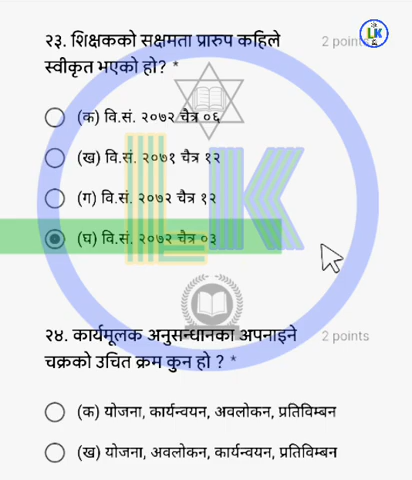 २३. शिक्षकको सक्षमता प्रारुप कहिले
2 points
स्वीकृत भएको हो? *
LK
(क) वि.सं. २०७२ चैत्र ०६
(ख) वि.सं. २०७१ चैत्र १२
(ग) वि.सं. २०७२ चैत्र १२
(घ) वि.सं. २०७२ चैत्र ०३
LK
२४. कार्यमूलक अनुसन्धानका अपनाइने
2 points
चक्रको उचित क्रम कुन हो ? *
(क) योजना, कार्यन्वयन, अवलोकन, प्रतिविम्बन
(ख) योजना, अवलोकन, कार्यन्वयन, प्रतिविम्बन